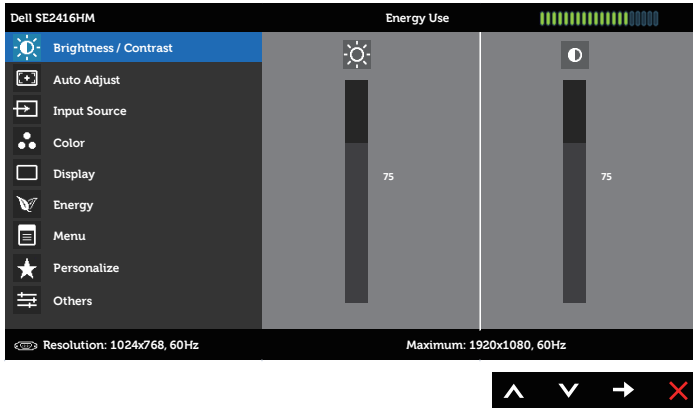 Dell SE2416HM Energy Use
Brightness / Contrast
Auto Adjust
Input Source
Color
Display
75 75
Energy
Menu
Personalize
Others
Resolution: 1024x768, 60Hz Maximum: 1920x1080, 60Hz